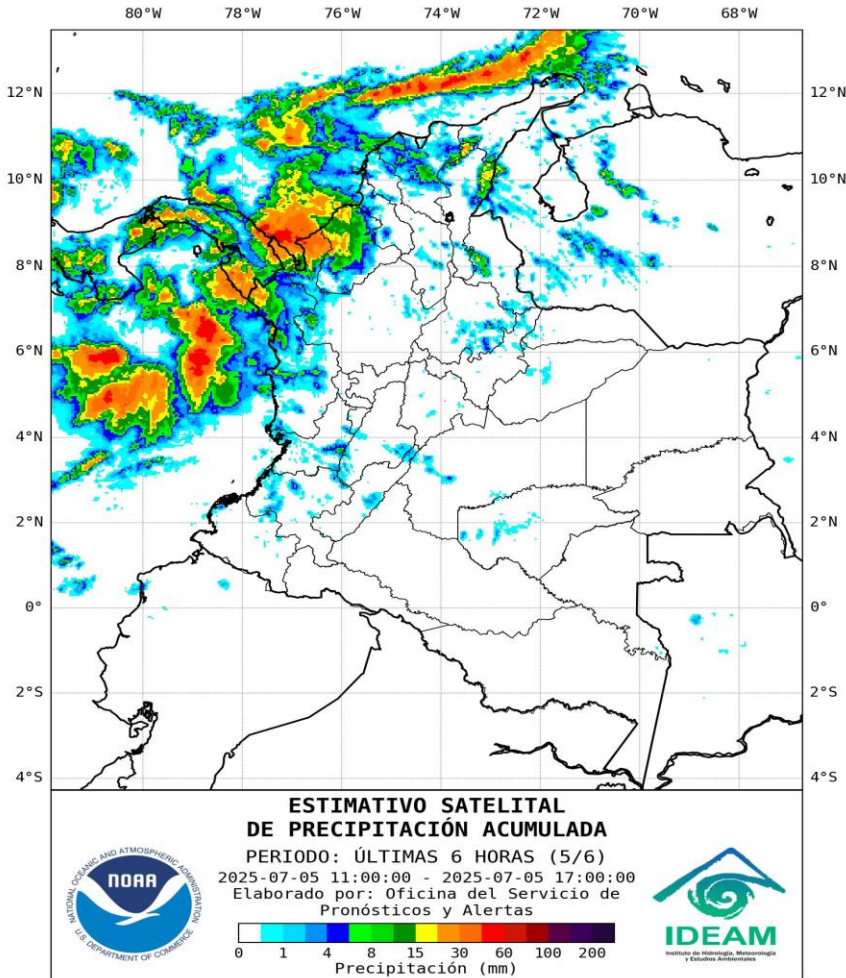 80°W 78°W 76°W 74°W 72°W 70°W 68°W
12°N 12°N
10°N 10°N
8°N 8°N
6°N 6°N
4°N 4°N
2°N 2°N
0° 0°
2°S 2°S
4°S 4°S
ESTIMATIVO SATELITAL
DE PRECIPITACIÓN ACUMULADA
PERIODO: ÚLTIMAS 6 HORAS (5/6)
2025-07-05 11:00:00 - 2025-07-05 17:00:00
Elaborado por: Oficina del Servicio de
Pronósticos y Alertas
0 1 4 8 15 30 60 100 200
Precipitación (mm)
NATIONAL OCEANIC AND ATMOSPHERIC ADMINISTRATION
NOAA
U.S. DEPARTMENT OF COMMERCE
IDEAM
Instituto de Hidrología, Meteorología
y Estudios Ambientales